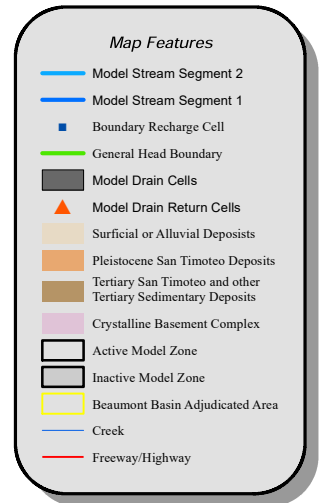 Map Features
Model Stream Segment 2
Model Stream Segment 1
Boundary Recharge Cell
General Head Boundary
Model Drain Cells
Model Drain Return Cells
Surficial or Alluvial Deposists
Pleistocene San Timoteo Deposits
Tertiary San Timoteo and other
Tertiary Sedimentary Deposits
Crystalline Basement Complex
Active Model Zone
Inactive Model Zone
Beaumont Basin Adjudicated Area
Creek
Freeway/Highway